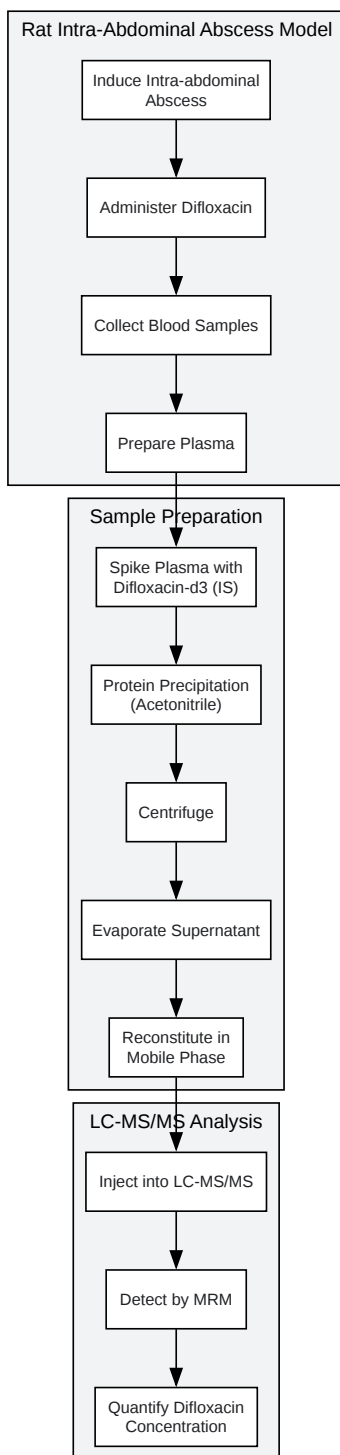 Rat Intra-Abdominal Abscess Model
Induce Intra-abdominal
Abscess
Administer Difloxacin
Collect Blood Samples
Prepare Plasma
Sample Preparation
Spike Plasma with
Difloxacin-d3 (IS)
Protein Precipitation
(Acetonitrile)
Centrifuge
Evaporate Supernatant
Reconstitute in
Mobile Phase
LC-MS/MS Analysis
Inject into LC-MS/MS
Detect by MRM
Quantify Difloxacin
Concentration